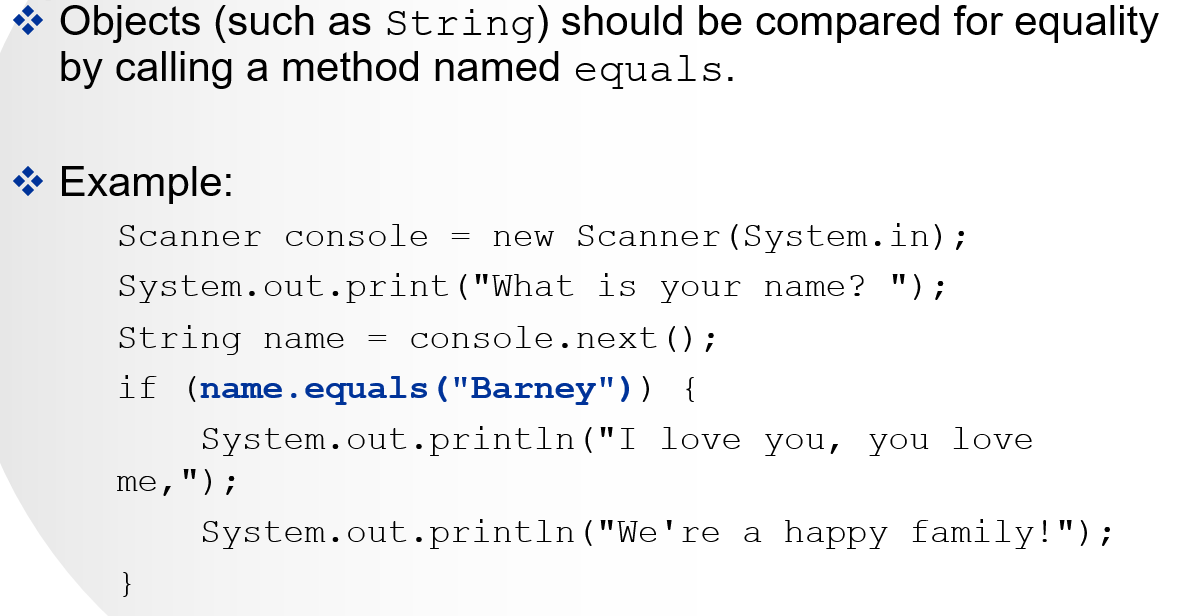 ❖ Objects (such as String) should be compared for equality
by calling a method named equals.
❖ Example:
Scanner console = new Scanner(System.in);
System.out.print("What is your name? ");
String name = console.next();
if (name.equals("Barney")) {
    System.out.println("I love you, you love
me,");
    System.out.println("We're a happy family!");
}